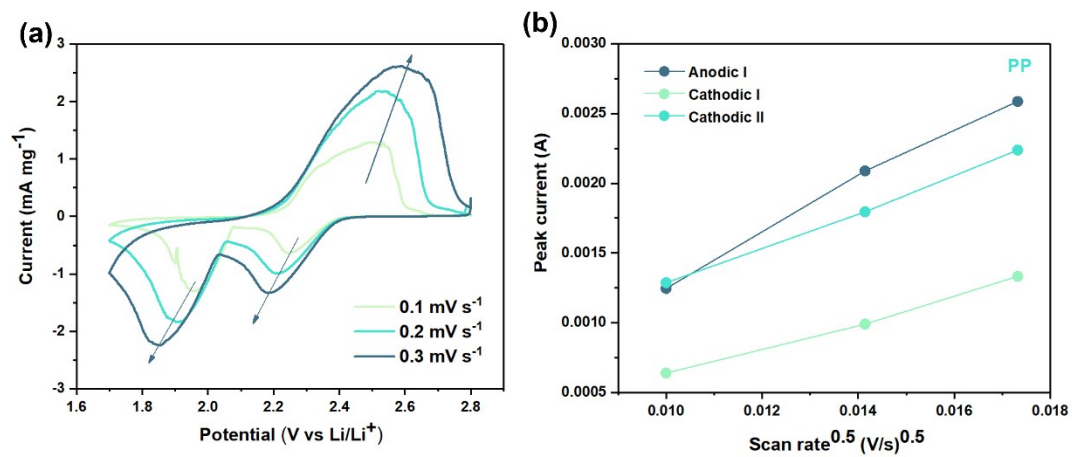 (a)
3
2
1
0
-1
-2
-3
Current (mA mg⁻¹)
0.1 mV s⁻¹
0.2 mV s⁻¹
0.3 mV s⁻¹
1.6 1.8 2.0 2.2 2.4 2.6 2.8
Potential (V vs Li/Li⁺)
(b)
0.0030
0.0025
0.0020
0.0015
0.0010
0.0005
Peak current (A)
Anodic I
Cathodic I
Cathodic II
PP
0.010 0.012 0.014 0.016 0.018
Scan rate⁰·⁵ (V/s)⁰·⁵